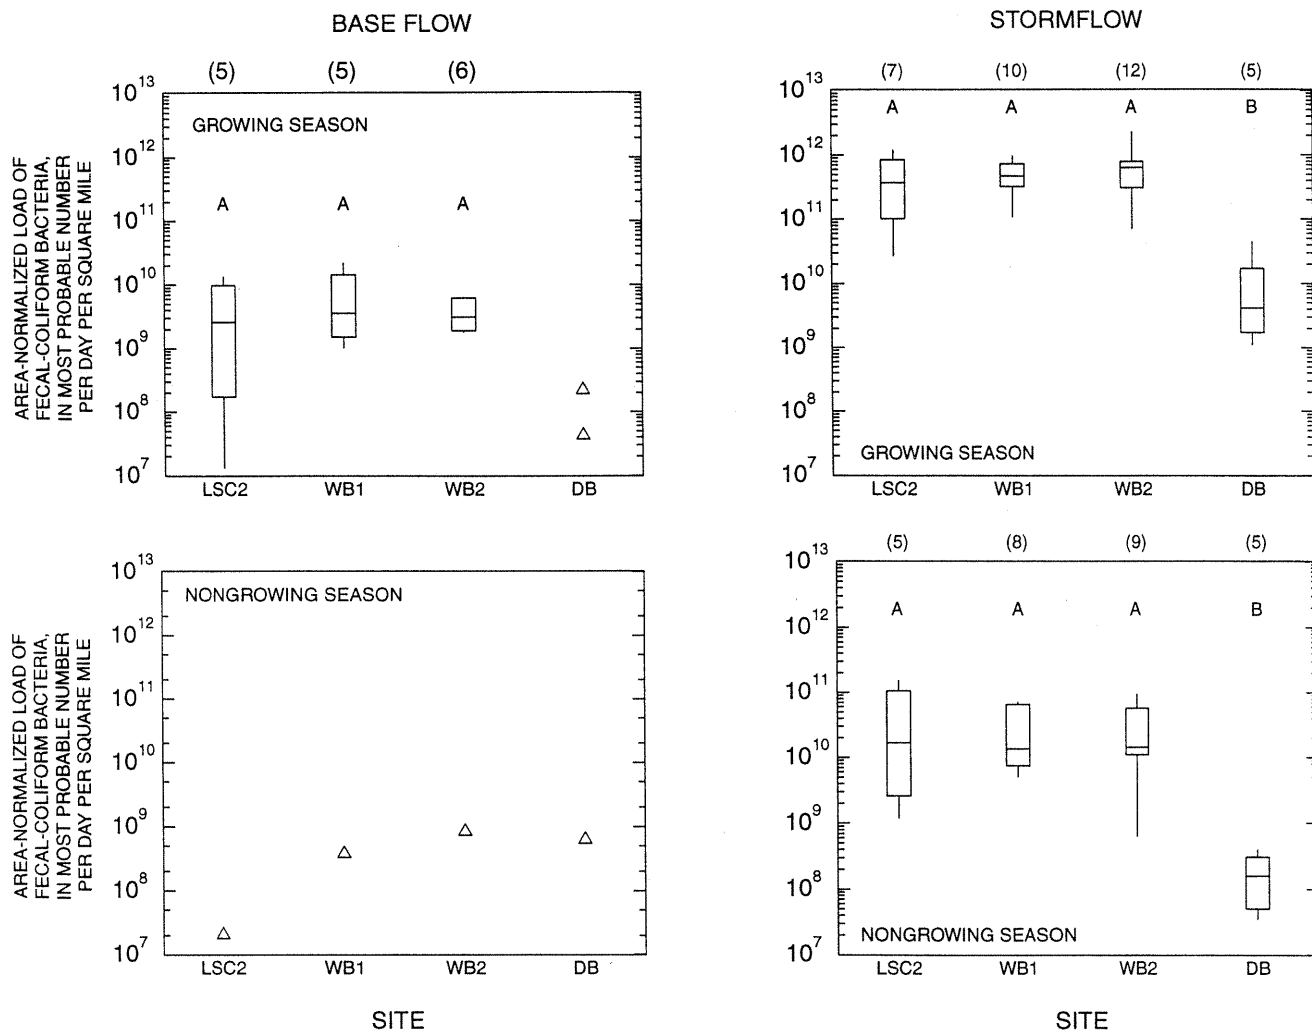 BASE FLOW
(5) (5) (6)
10^13
10^12
10^11
10^10
10^9
10^8
10^7
GROWING SEASON
A A A
AREA-NORMALIZED LOAD OF
FECAL-COLIFORM BACTERIA,
IN MOST PROBABLE NUMBER
PER DAY PER SQUARE MILE
LSC2 WB1 WB2 DB
STORMFLOW
(7) (10) (12) (5)
10^13
10^12
10^11
10^10
10^9
10^8
10^7
A A A B
GROWING SEASON
LSC2 WB1 WB2 DB
10^13
10^12
10^11
10^10
10^9
10^8
10^7
NONGROWING SEASON
AREA-NORMALIZED LOAD OF
FECAL-COLIFORM BACTERIA,
IN MOST PROBABLE NUMBER
PER DAY PER SQUARE MILE
LSC2 WB1 WB2 DB
SITE
(5) (8) (9) (5)
10^13
10^12
10^11
10^10
10^9
10^8
10^7
A A A B
NONGROWING SEASON
LSC2 WB1 WB2 DB
SITE